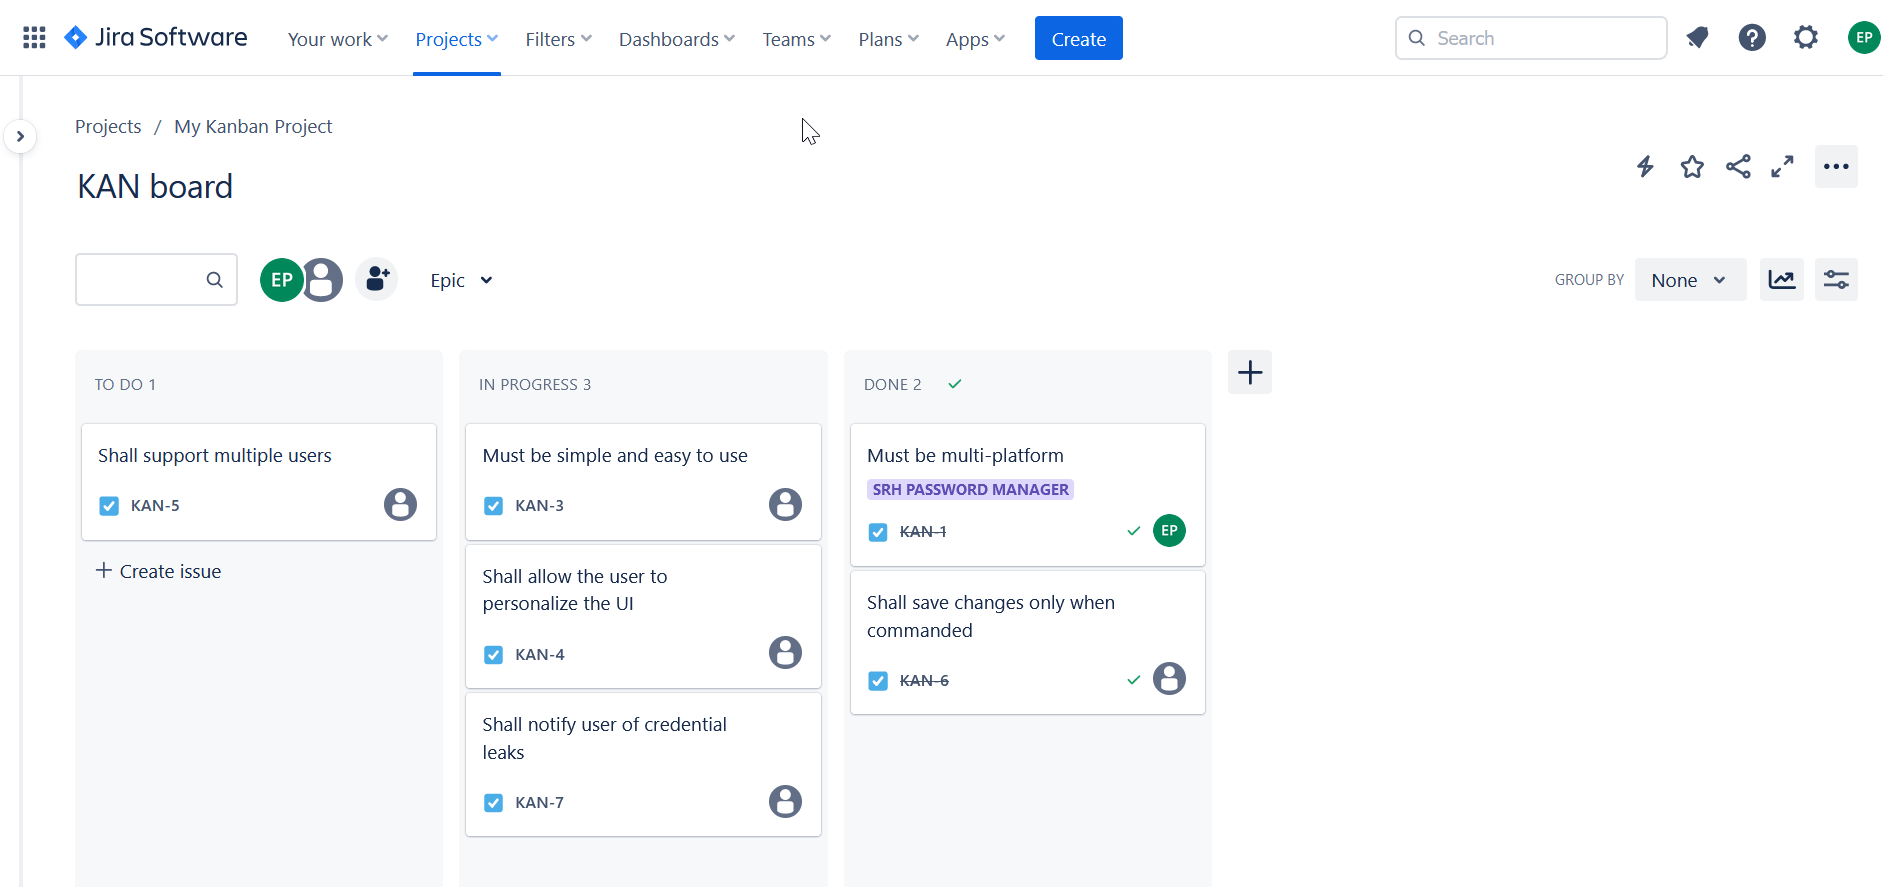 Jira Software
Your work
Projects
Filters
Dashboards
Teams
Plans
Apps
Create
Search
EP
Projects / My Kanban Project
KAN board
EP
Epic
GROUP BY
None
TO DO 1
Shall support multiple users
KAN-5
Create issue
IN PROGRESS 3
Must be simple and easy to use
KAN-3
Shall allow the user to
personalize the UI
KAN-4
Shall notify user of credential
leaks
KAN-7
DONE 2
Must be multi-platform
SRH PASSWORD MANAGER
KAN-1
EP
Shall save changes only when
commanded
KAN-6